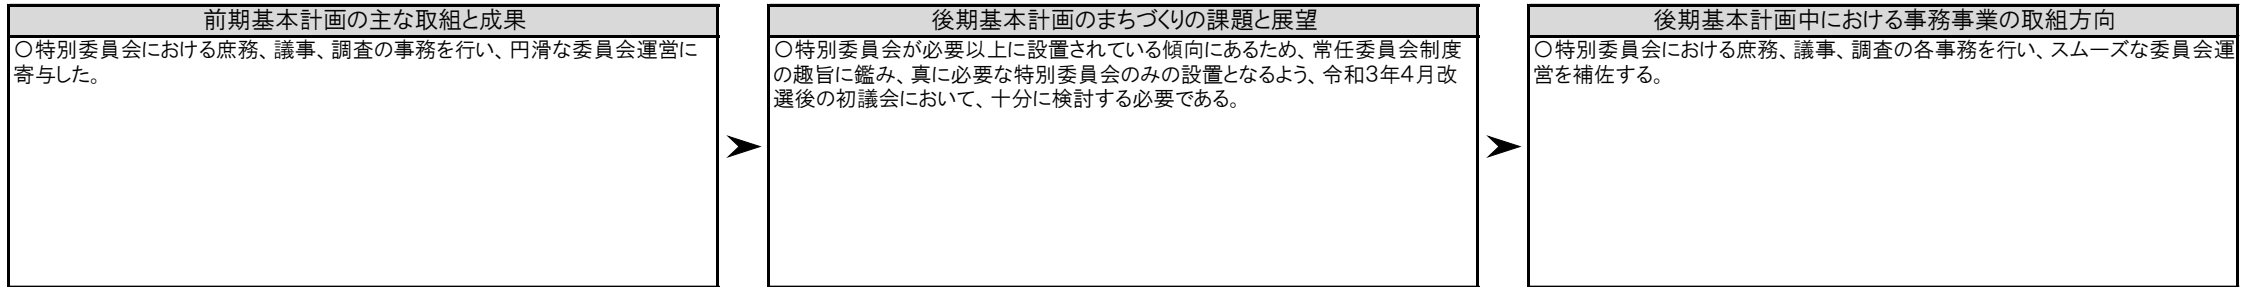 前期基本計画の主な取組と成果
〇特別委員会における庶務、議事、調査の事務を行い、円滑な委員会運営に
寄与した。
後期基本計画のまちづくりの課題と展望
〇特別委員会が必要以上に設置されている傾向にあるため、常任委員会制度
の趣旨に鑑み、真に必要な特別委員会のみの設置となるよう、令和3年4月改
選後の初議会において、十分に検討する必要である。
後期基本計画中における事務事業の取組方向
〇特別委員会における庶務、議事、調査の各事務を行い、スムーズな委員会運
営を補佐する。